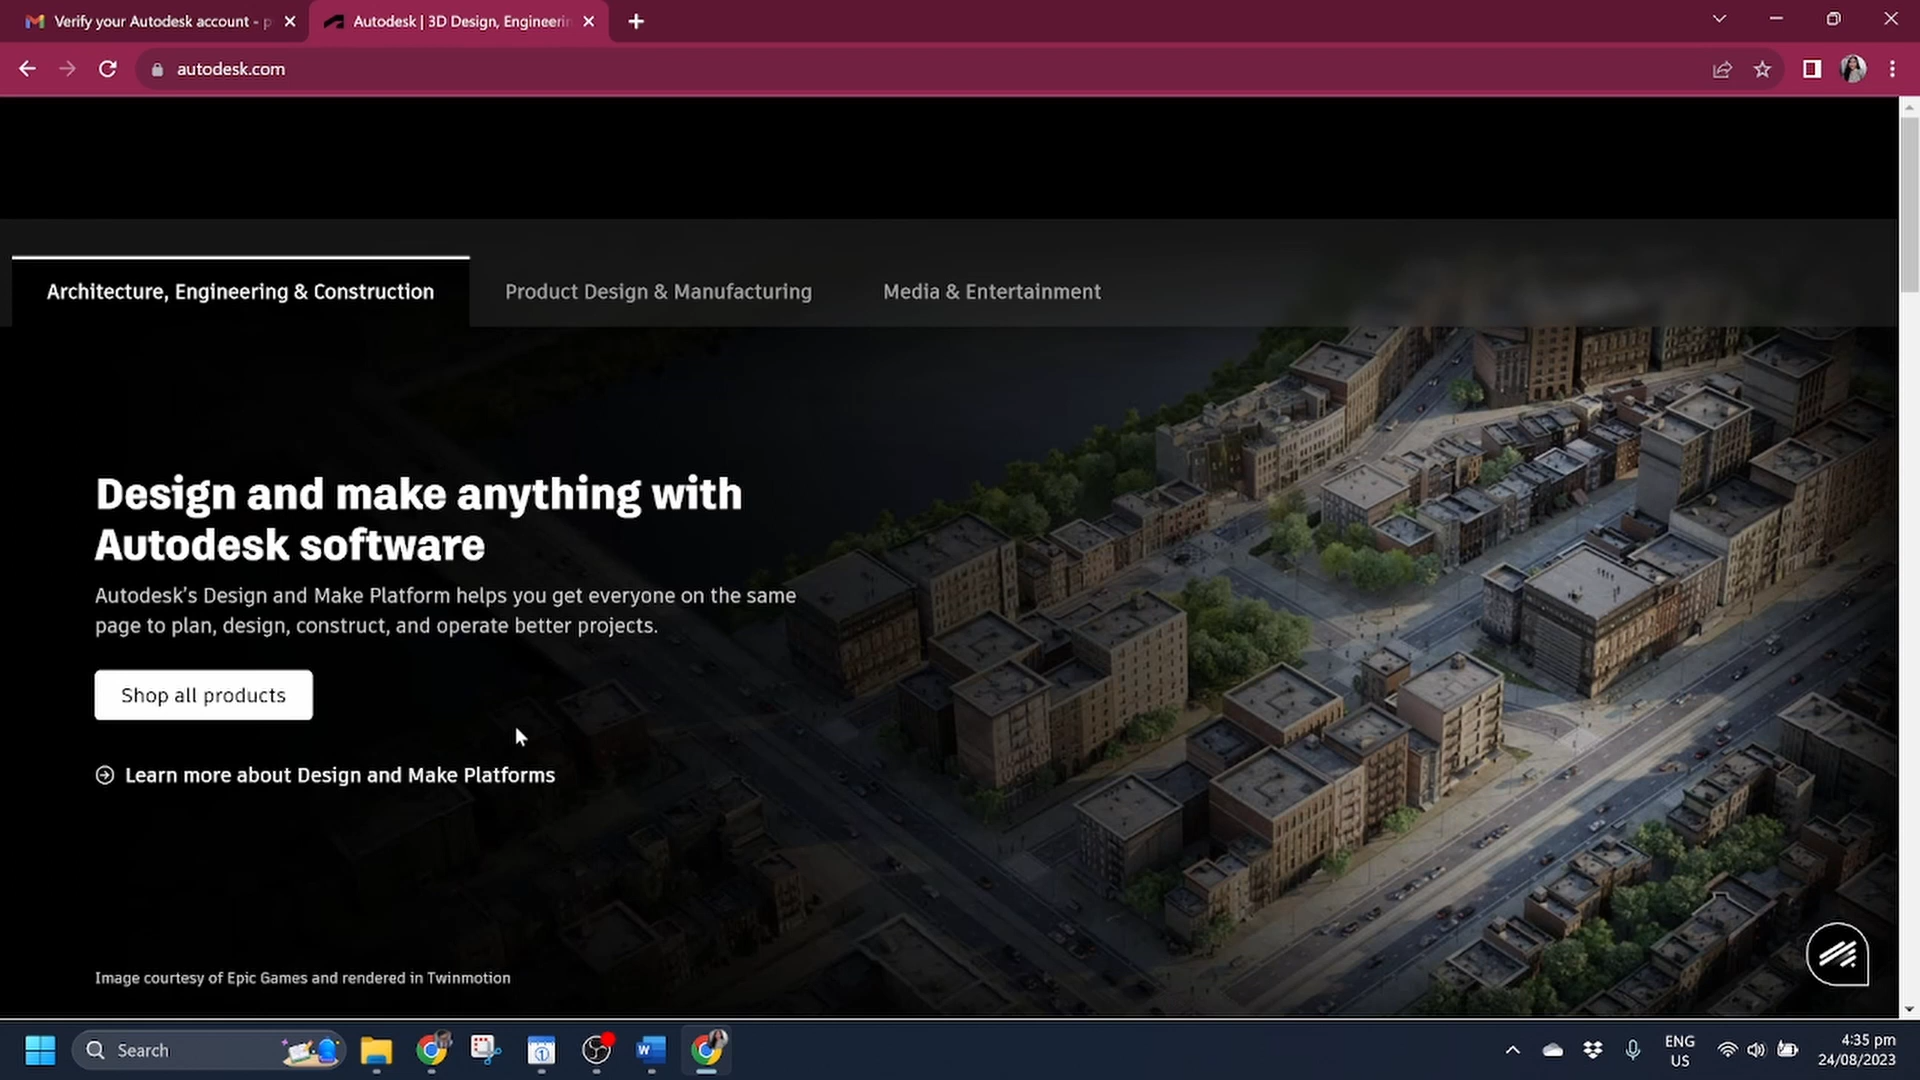 Verify your Autodesk account - p
Autodesk | 3D Design, Engineerin
autodesk.com
Architecture, Engineering & Construction
Product Design & Manufacturing
Media & Entertainment
Design and make anything with
Autodesk software
Autodesk's Design and Make Platform helps you get everyone on the same
page to plan, design, construct, and operate better projects.
Shop all products
Learn more about Design and Make Platforms
Image courtesy of Epic Games and rendered in Twinmotion
Search
ENG
US
4:35 pm
24/08/2023